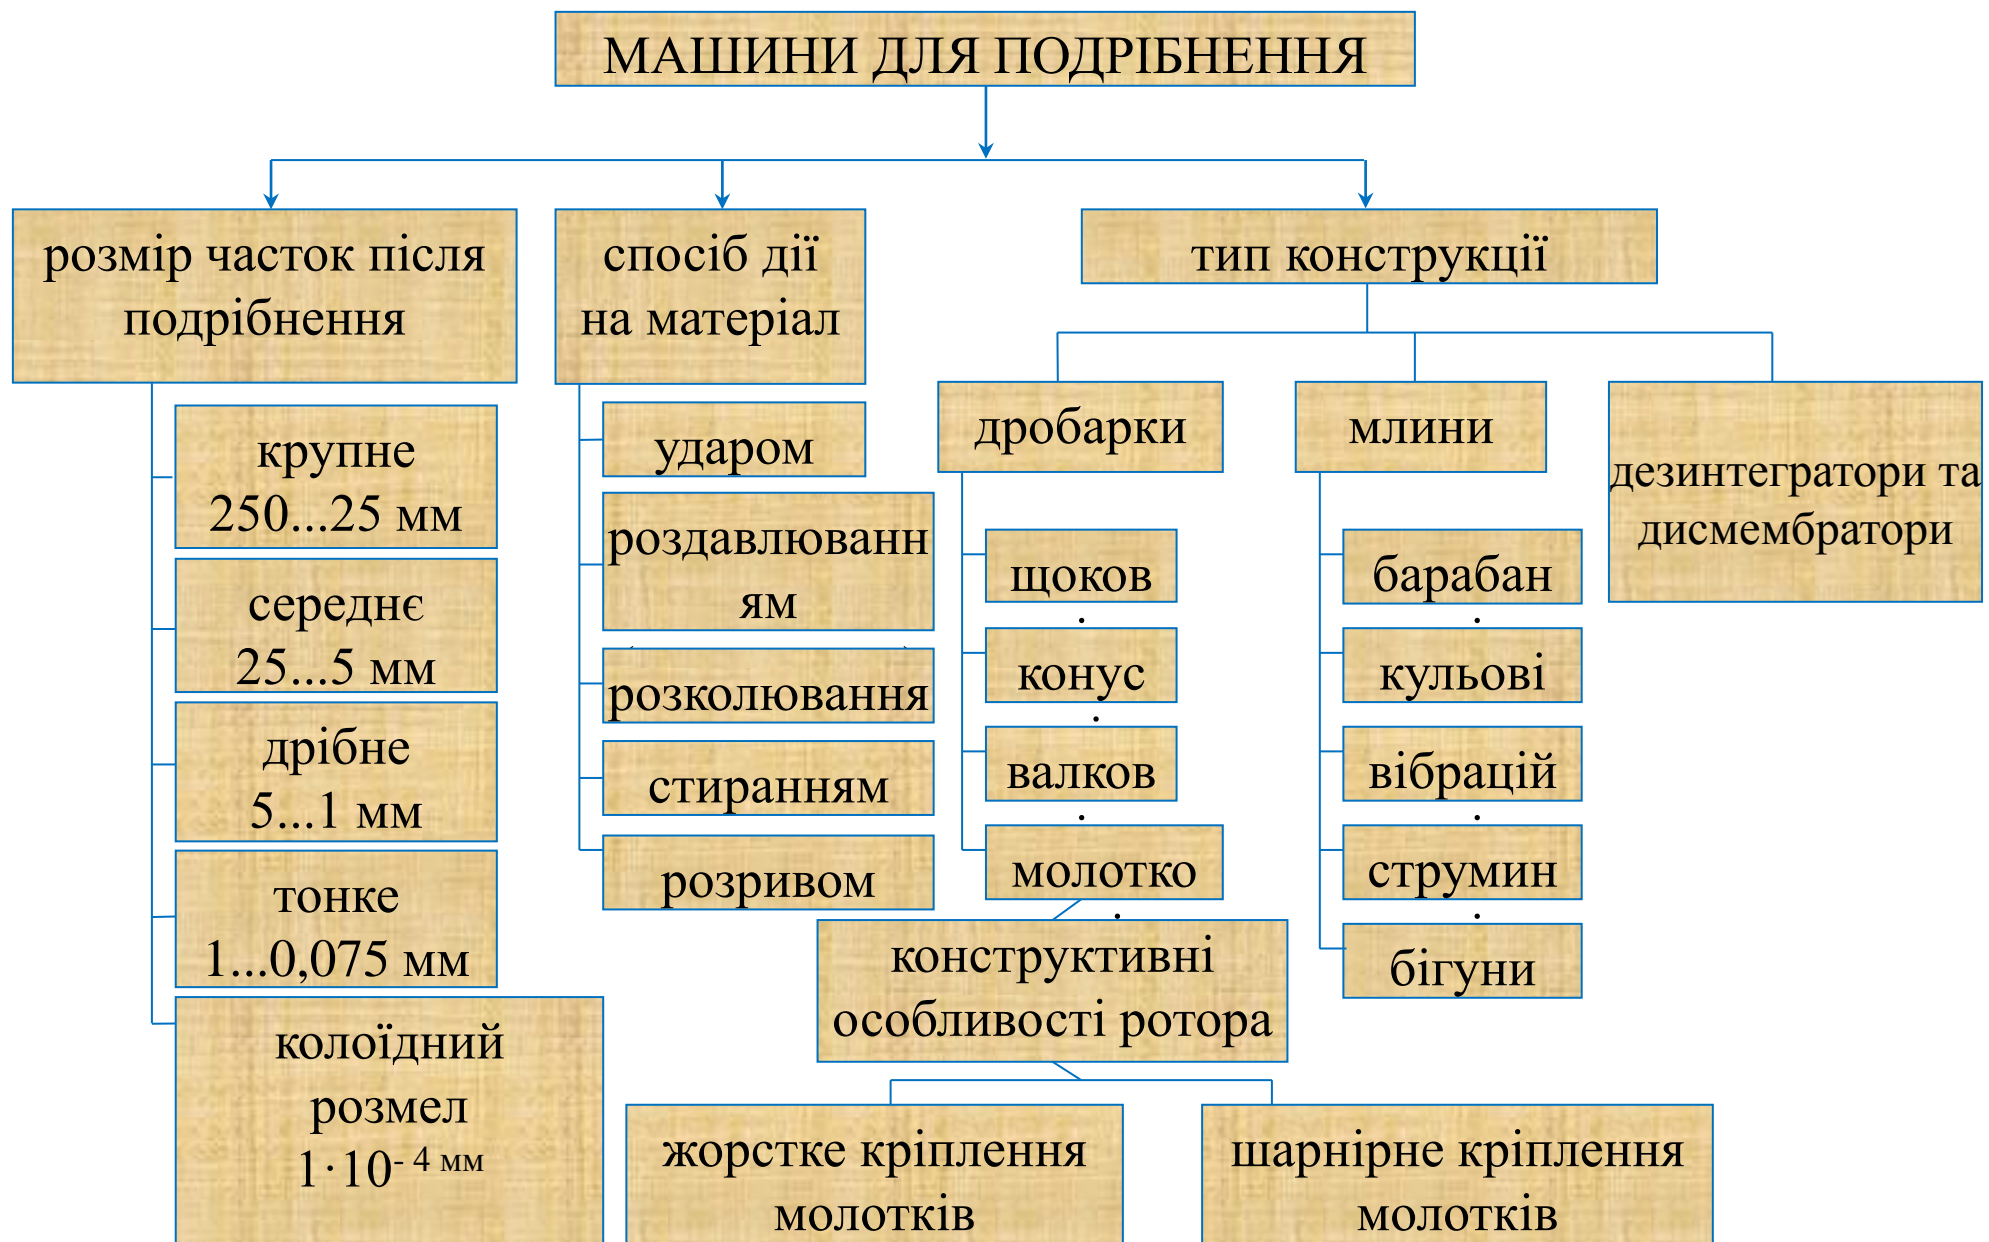 МАШИНИ ДЛЯ ПОДРІБНЕННЯ
розмір часток після
подрібнення
крупне
250...25 мм
середнє
25...5 мм
дрібне
5...1 мм
тонке
1...0,075 мм
колоїдний
розмел
1·10⁻ ⁴ мм
спосіб дії
на матеріал
ударом
роздавлюванн
ям
розколювання
стиранням
розривом
тип конструкції
дробарки
щоков
конус
валков
молотко
конструктивні
особливості ротора
жорстке кріплення
молотків
шарнірне кріплення
молотків
млини
барабан
кульові
вібрацій
струмин
бігуни
дезинтегратори та
дисмембратори